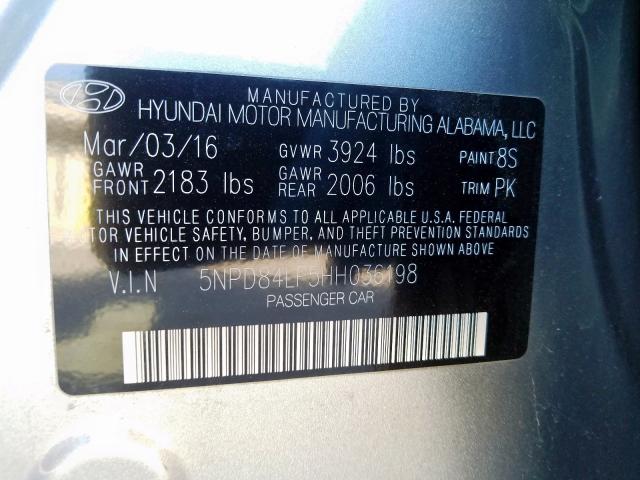 MANUFACTURED BY
HYUNDAI MOTOR MANUFACTURING ALABAMA, LLC
Mar/03/16 GVWR 3924 lbs PAINT 8S
GAWR FRONT 2183 lbs GAWR REAR 2006 lbs TRIM PK
THIS VEHICLE CONFORMS TO ALL APPLICABLE U.S.A. FEDERAL
MOTOR VEHICLE SAFETY, BUMPER, AND THEFT PREVENTION STANDARDS
IN EFFECT ON THE DATE OF MANUFACTURE SHOWN ABOVE
V.I.N 5NPD84LF5HH036198
PASSENGER CAR